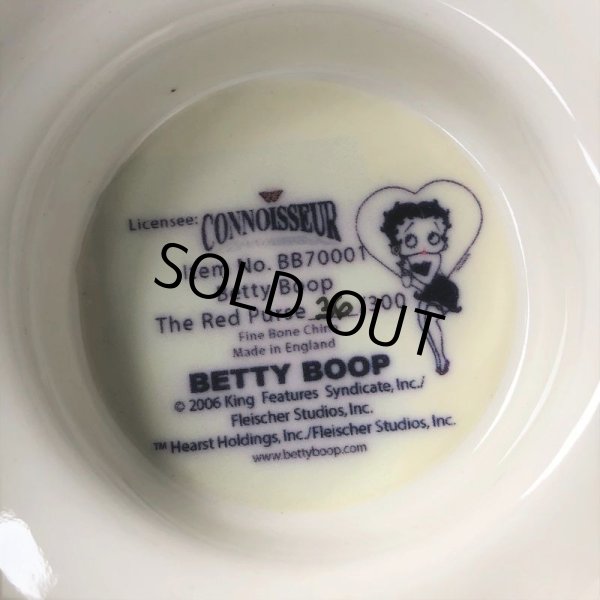 Licensee: CONNOISSEUR
Item No. BB70001
Betty Boop
The Red Purse 36/300
Fine Bone China
Made in England
BETTY BOOP
© 2006 King Features Syndicate, Inc./
Fleischer Studios, Inc.
™ Hearst Holdings, Inc./Fleischer Studios, Inc.
www.bettyboop.com
SOLD OUT